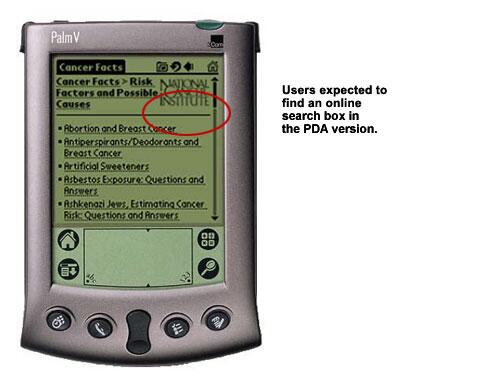 Palm V
3Com
Cancer Facts
Cancer Facts > Risk
Factors and Possible
Causes
NATIONAL
CANCER
INSTITUTE
Abortion and Breast Cancer
Antiperspirants/Deodorants and
Breast Cancer
Artificial Sweeteners
Asbestos Exposure: Questions and
Answers
Ashkenazi Jews, Estimating Cancer
Risk: Questions and Answers
Users expected to
find an online
search box in
the PDA version.